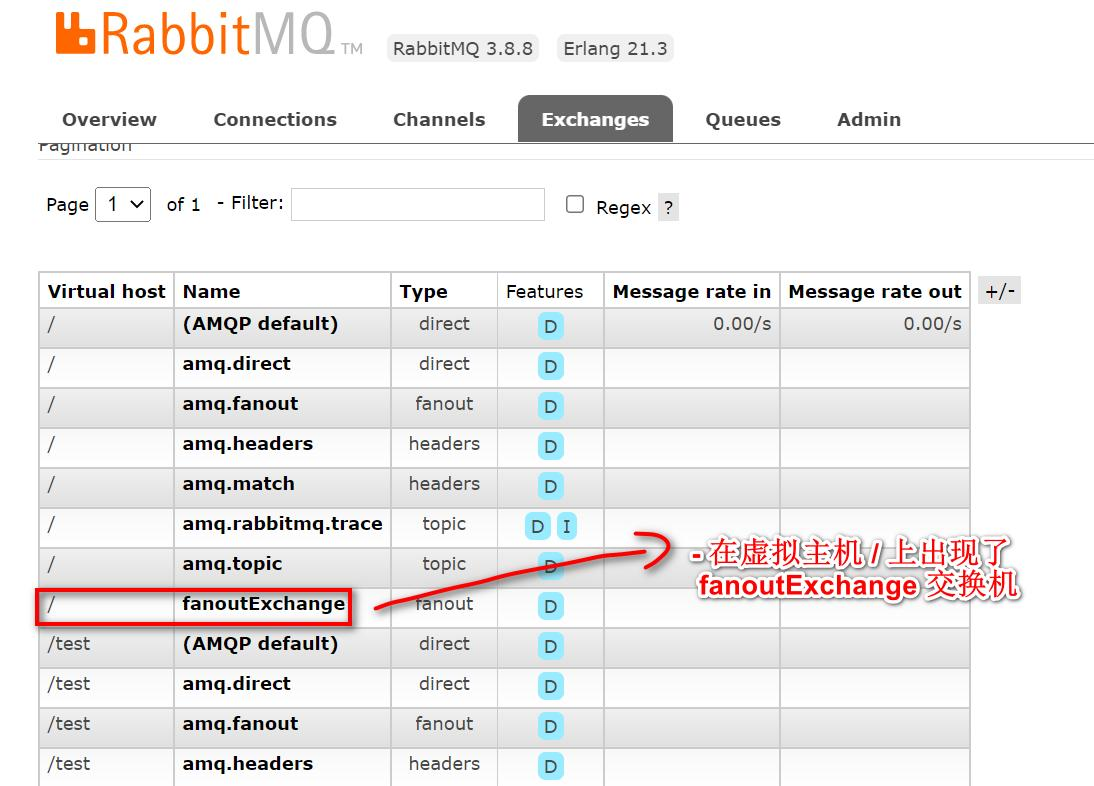 RabbitMQ TM RabbitMQ 3.8.8 Erlang 21.3
Overview Connections Channels Exchanges Queues Admin
Pagination
Page 1 of 1 - Filter: Regex ?
Virtual host Name Type Features Message rate in Message rate out +/-
/ (AMQP default) direct D 0.00/s 0.00/s
/ amq.direct direct D
/ amq.fanout fanout D
/ amq.headers headers D
/ amq.match headers D
/ amq.rabbitmq.trace topic D I
- 在虚拟主机 / 上出现了
/ amq.topic topic D
fanoutExchange 交换机
/ fanoutExchange fanout D
/test (AMQP default) direct D
/test amq.direct direct D
/test amq.fanout fanout D
/test amq.headers headers D